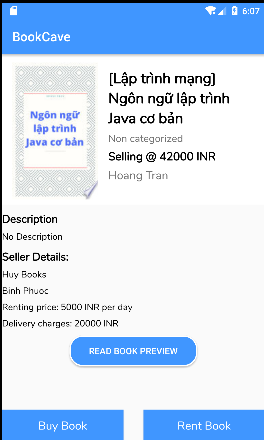 6:07
BookCave
Ngôn ngữ
lập trình
Java cơ bản
[Lập trình mạng]
Ngôn ngữ lập trình
Java cơ bản
Non categorized
Selling @ 42000 INR
Hoang Tran
Description
No Description
Seller Details:
Huy Books
Binh Phuoc
Renting price: 5000 INR per day
Delivery charges: 20000 INR
READ BOOK PREVIEW
Buy Book
Rent Book